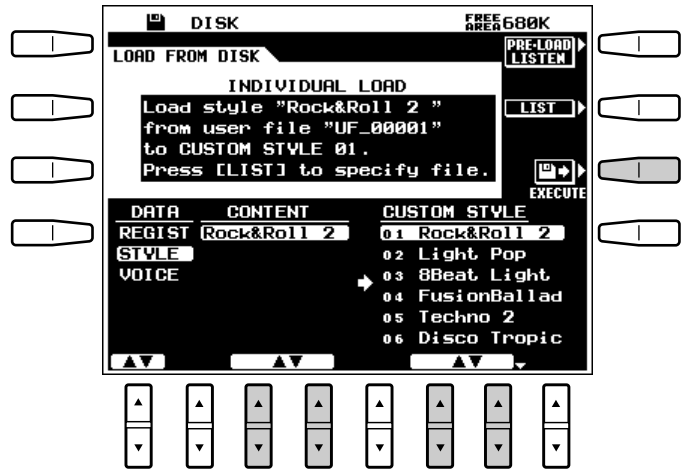 DISK
FREE AREA 680K
LOAD FROM DISK
PRE-LOAD LISTEN
INDIVIDUAL LOAD
Load style "Rock&Roll 2 "
from user file "UF_00001"
to CUSTOM STYLE 01.
Press [LIST] to specify file.
LIST
EXECUTE
DATA CONTENT CUSTOM STYLE
REGIST Rock&Roll 2 01 Rock&Roll 2
STYLE 02 Light Pop
VOICE 03 8Beat Light
04 FusionBallad
05 Techno 2
06 Disco Tropic